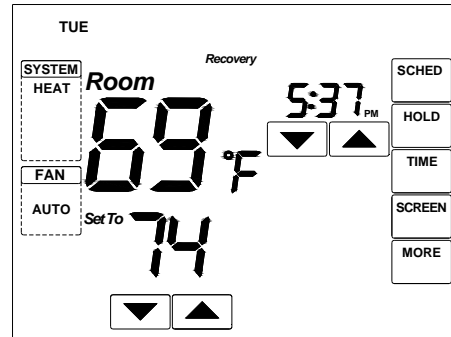 TUE
Recovery
SYSTEM
HEAT
Room
69 °F
5:37 PM
SCHED
HOLD
FAN
AUTO
TIME
Set To
74
SCREEN
MORE